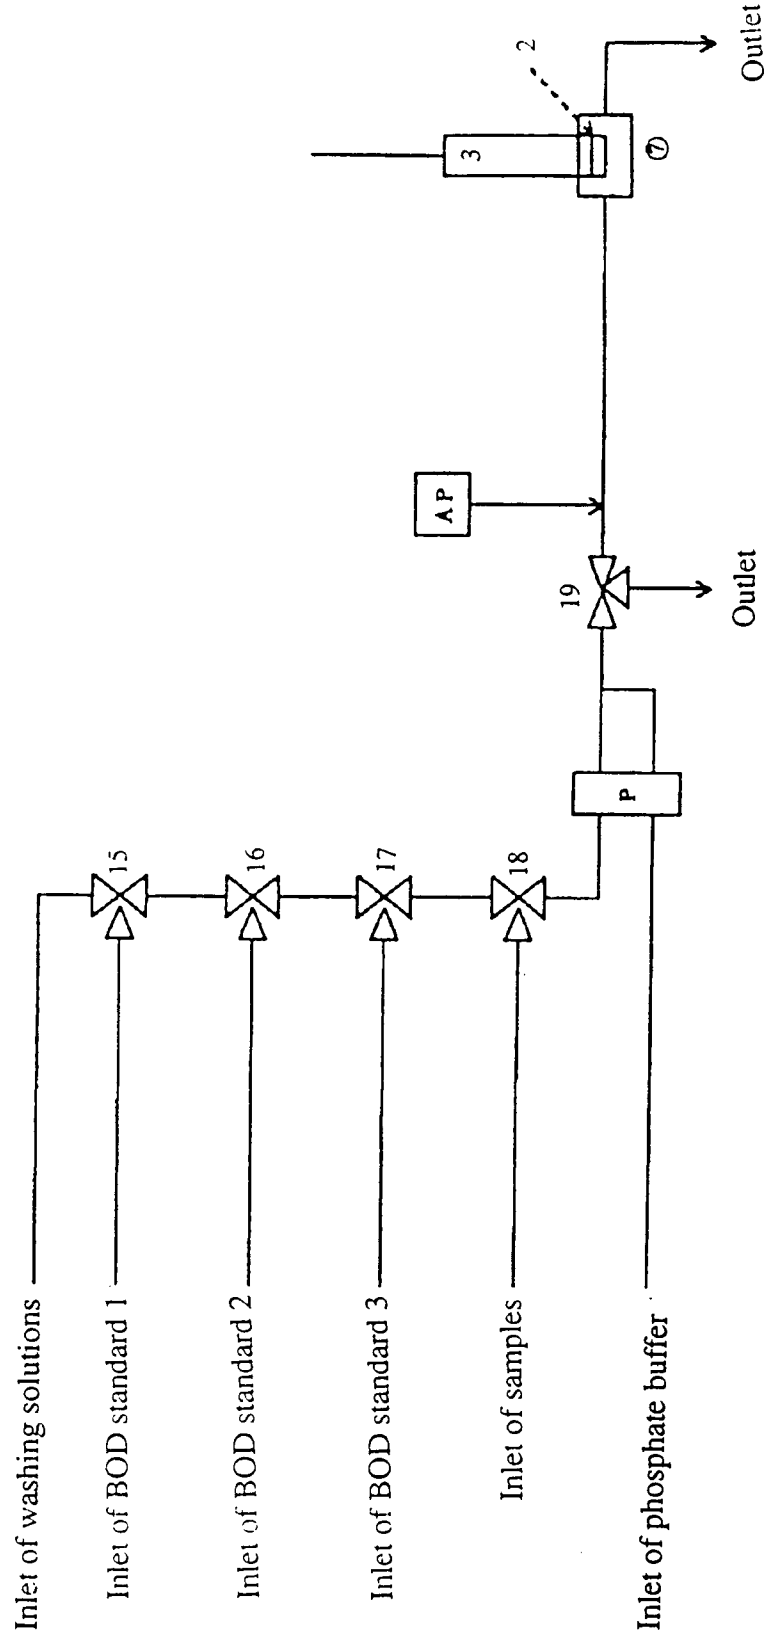 Inlet of washing solutions
Inlet of BOD standard 1
15
Inlet of BOD standard 2
16
Inlet of BOD standard 3
17
Inlet of samples
18
Inlet of phosphate buffer
P
19
Outlet
AP
3
2
7
Outlet